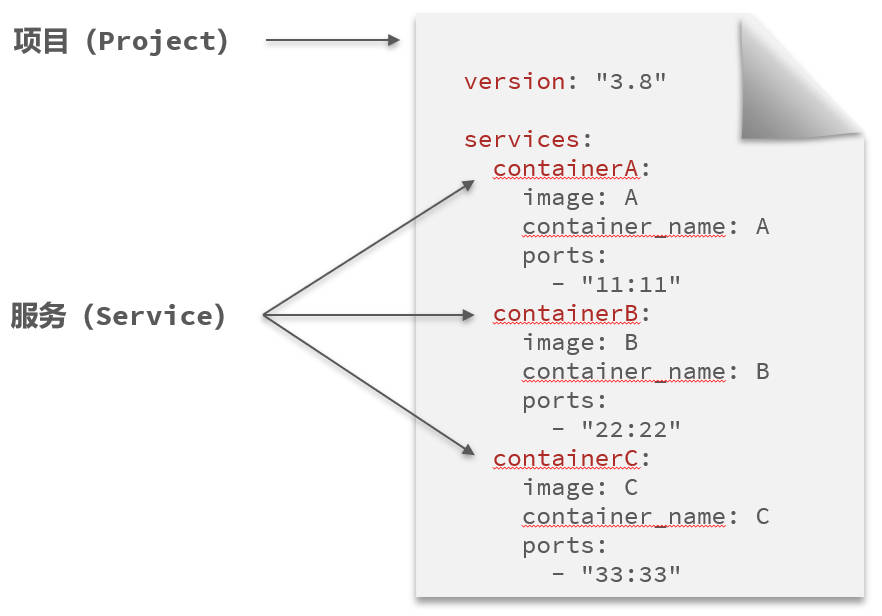 项目（Project）
version: "3.8"
services:
containerA:
image: A
container_name: A
ports:
- "11:11"
服务（Service）
containerB:
image: B
container_name: B
ports:
- "22:22"
containerC:
image: C
container_name: C
ports:
- "33:33"